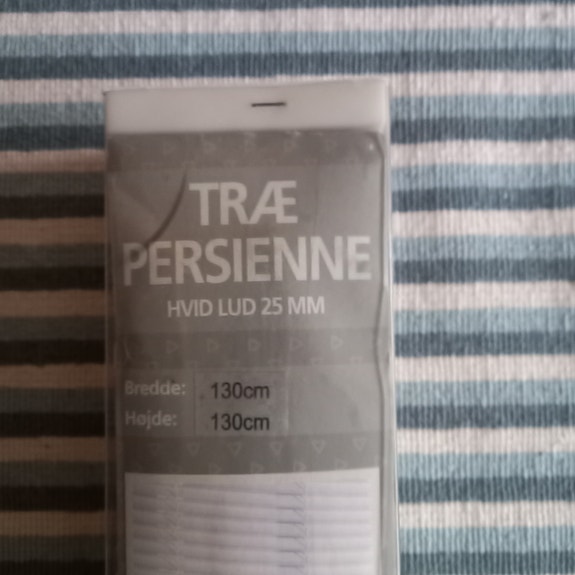 TRÆ
PERSIENNE
HVID LUD 25 MM
Bredde: 130cm
Højde: 130cm